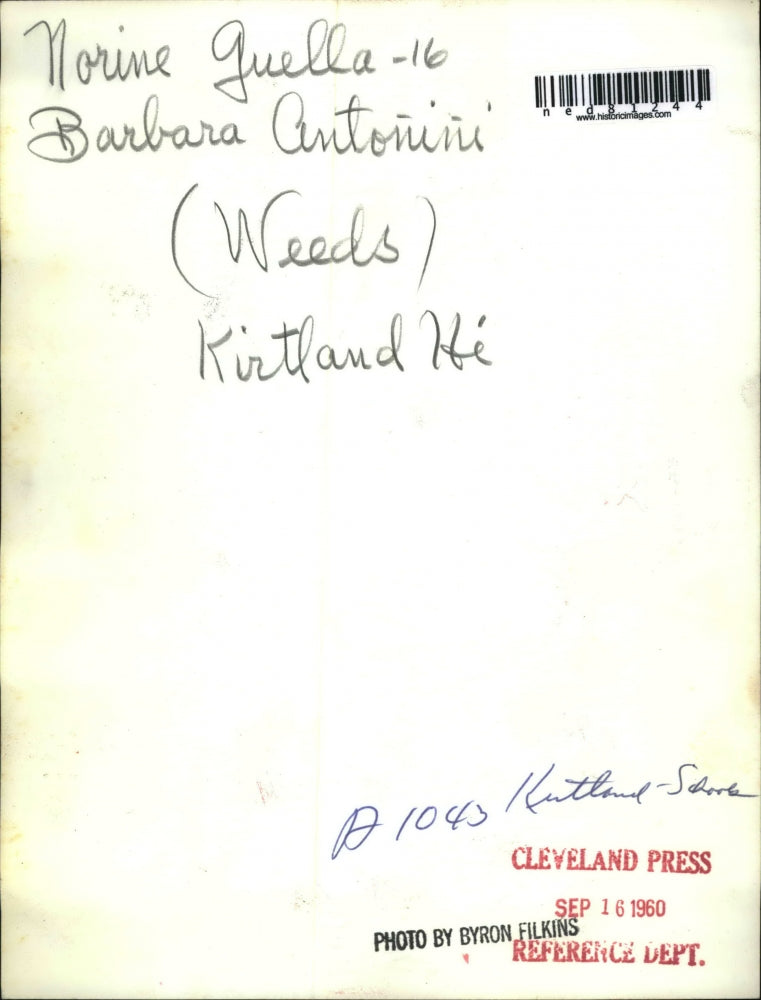 Norine Guella - 16
Barbara Antonini
(Weeds)
Kirtland Hi
ned81244
www.historicimages.com
A 1043 Kirtland - Schools
CLEVELAND PRESS
SEP 16 1960
PHOTO BY BYRON FILKINS
REFERENCE DEPT.